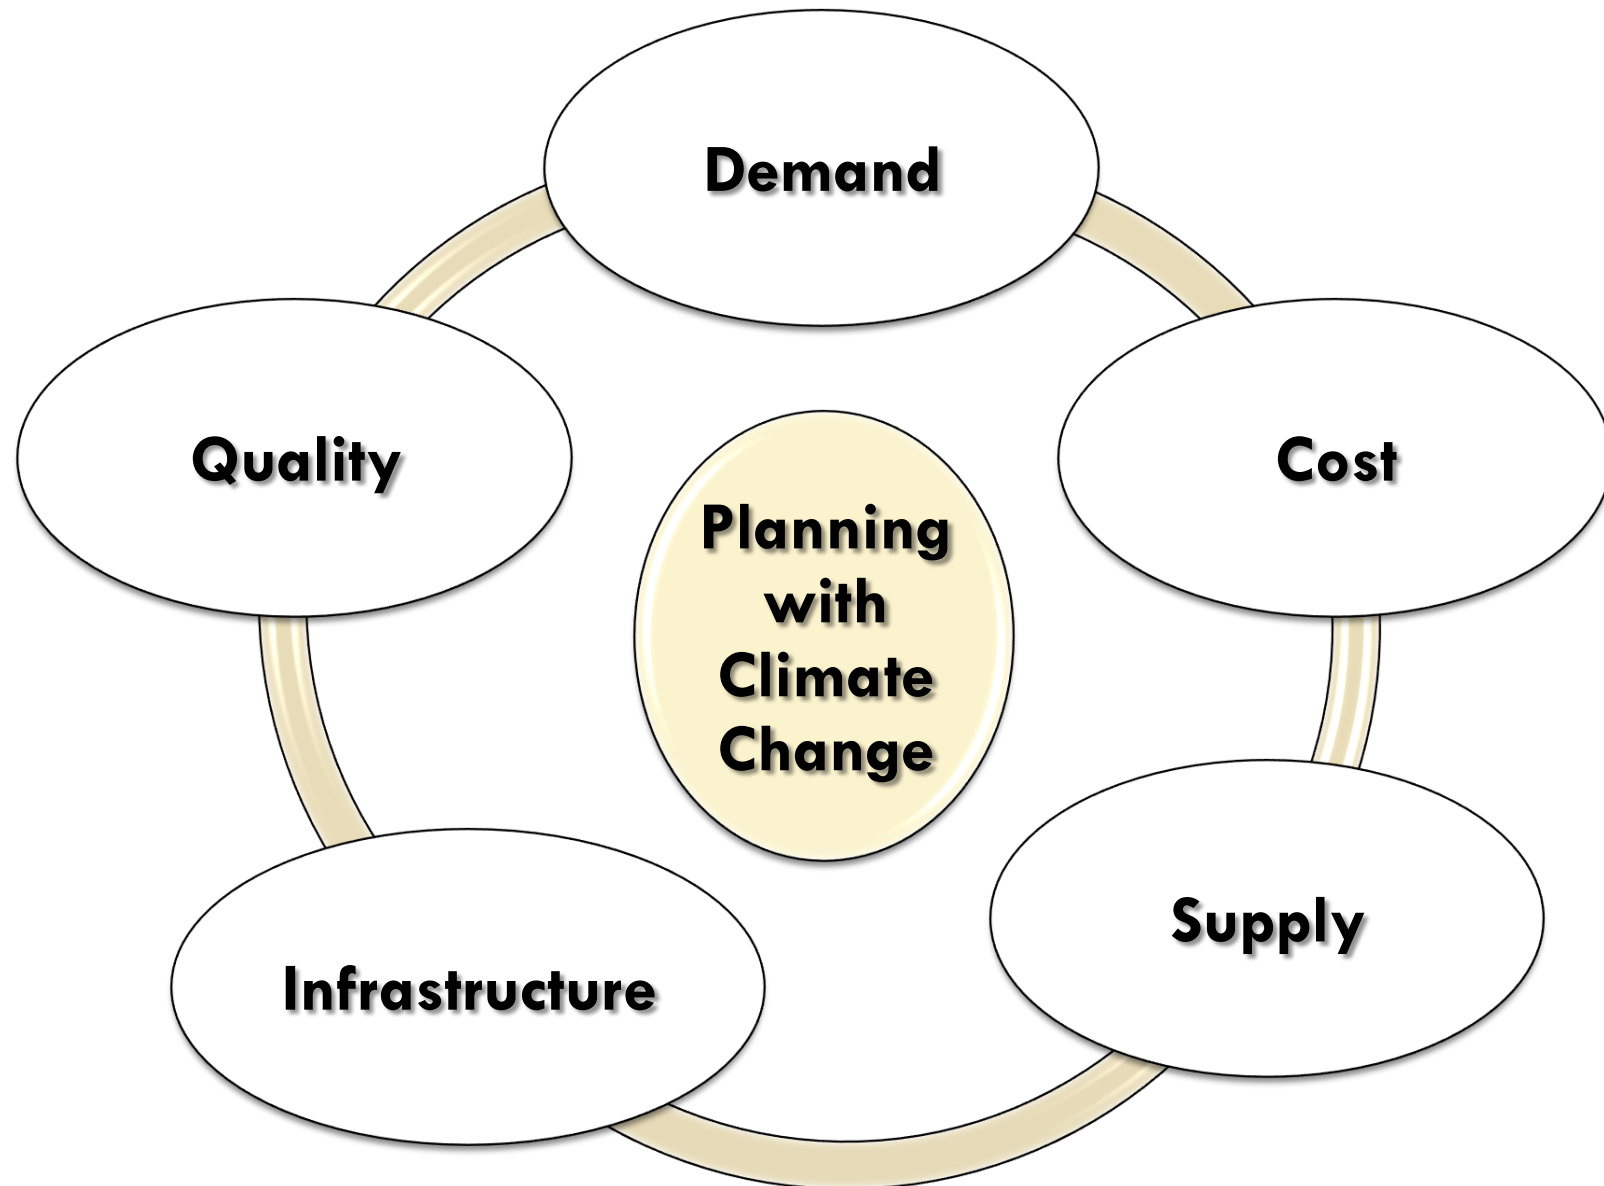 Demand
Quality
Cost
Planning
with
Climate
Change
Supply
Infrastructure